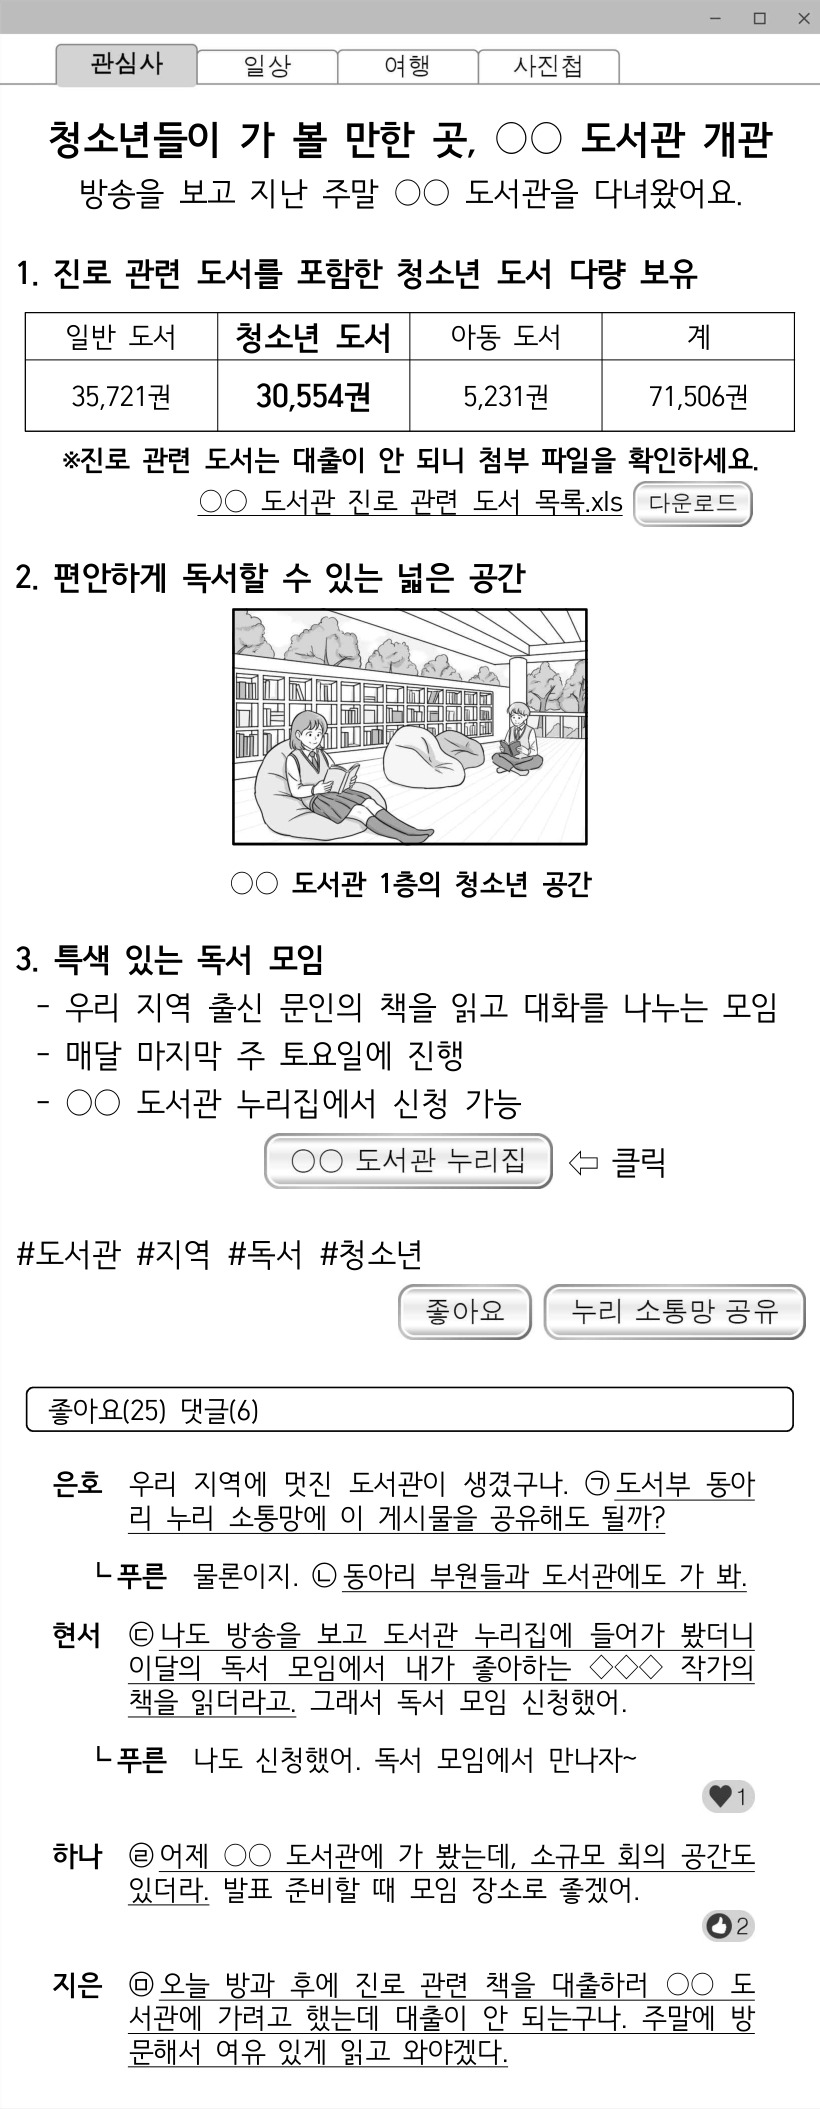 관심사 일상 여행 사진첩
청소년들이 가 볼 만한 곳, ○○ 도서관 개관
방송을 보고 지난 주말 ○○ 도서관을 다녀왔어요.
1. 진로 관련 도서를 포함한 청소년 도서 다량 보유
일반 도서 청소년 도서 아동 도서 계
35,721권 30,554권 5,231권 71,506권
※진로 관련 도서는 대출이 안 되니 첨부 파일을 확인하세요.
○○ 도서관 진로 관련 도서 목록.xls 다운로드
2. 편안하게 독서할 수 있는 넓은 공간
○○ 도서관 1층의 청소년 공간
3. 특색 있는 독서 모임
- 우리 지역 출신 문인의 책을 읽고 대화를 나누는 모임
- 매달 마지막 주 토요일에 진행
- ○○ 도서관 누리집에서 신청 가능
○○ 도서관 누리집 ⇦ 클릭
#도서관 #지역 #독서 #청소년
좋아요 누리 소통망 공유
좋아요(25) 댓글(6)
은호 우리 지역에 멋진 도서관이 생겼구나. ㉠도서부 동아
리 누리 소통망에 이 게시물을 공유해도 될까?
ㄴ푸른 물론이지. ㉡동아리 부원들과 도서관에도 가 봐.
현서 ㉢나도 방송을 보고 도서관 누리집에 들어가 봤더니
이달의 독서 모임에서 내가 좋아하는 ◇◇◇ 작가의
책을 읽더라고. 그래서 독서 모임 신청했어.
ㄴ푸른 나도 신청했어. 독서 모임에서 만나자~
♥1
하나 ㉣어제 ○○ 도서관에 가 봤는데, 소규모 회의 공간도
있더라. 발표 준비할 때 모임 장소로 좋겠어.
2
지은 ㉤오늘 방과 후에 진로 관련 책을 대출하러 ○○ 도
서관에 가려고 했는데 대출이 안 되는구나. 주말에 방
문해서 여유 있게 읽고 와야겠다.